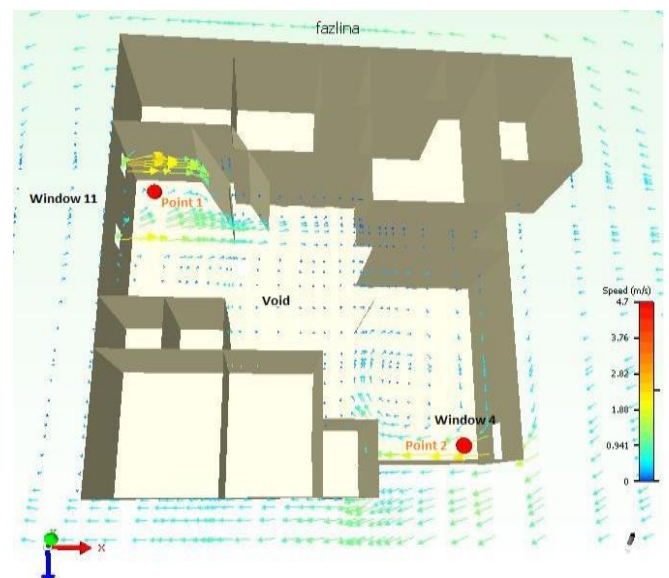 fazlina
Window 11
Point 1
Void
Speed (m/s)
4.7
3.76
2.82
1.88
0.941
0
Window 4
Point 2
X